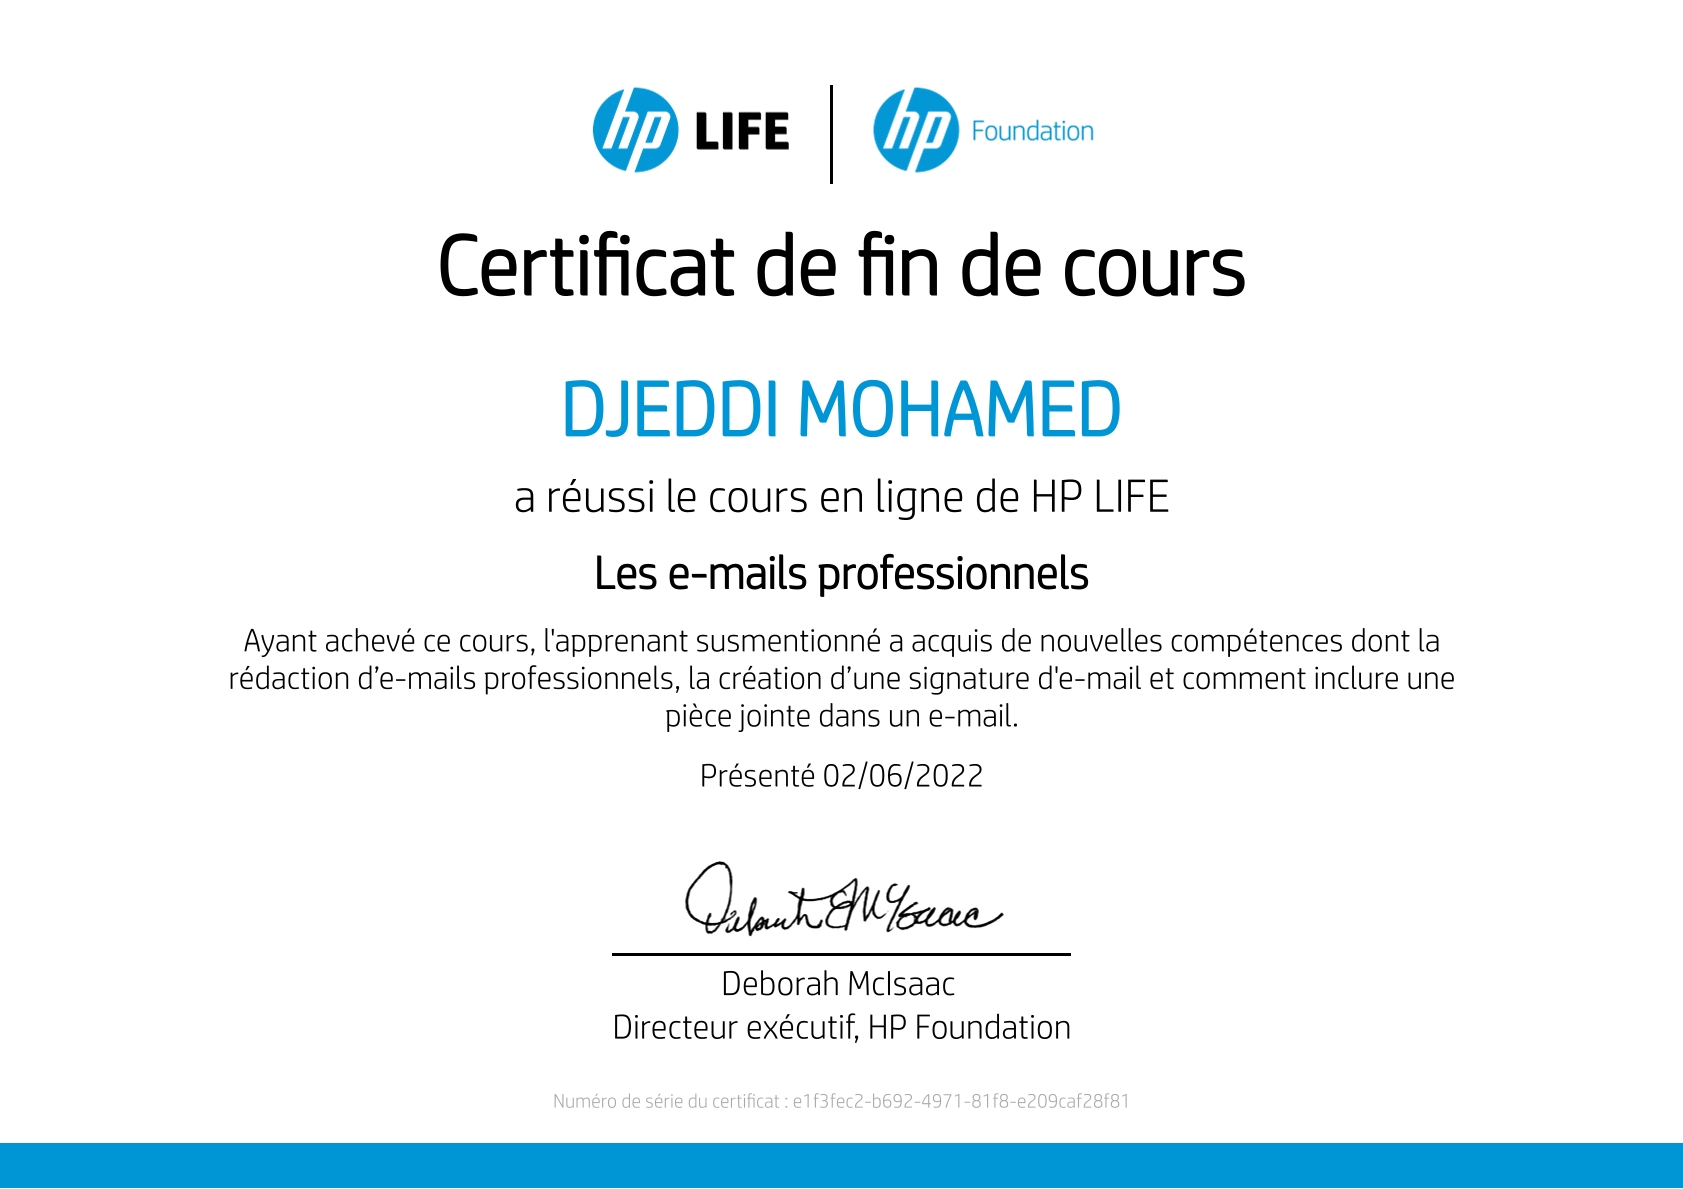 hp LIFE | hp Foundation
Certificat de fin de cours
DJEDDI MOHAMED
a réussi le cours en ligne de HP LIFE
Les e-mails professionnels
Ayant achevé ce cours, l'apprenant susmentionné a acquis de nouvelles compétences dont la
rédaction d’e-mails professionnels, la création d’une signature d'e-mail et comment inclure une
pièce jointe dans un e-mail.
Présenté 02/06/2022
Deborah McIsaac
Directeur exécutif, HP Foundation
Numéro de série du certificat : e1f3fec2-b692-4971-81f8-e209caf28f81